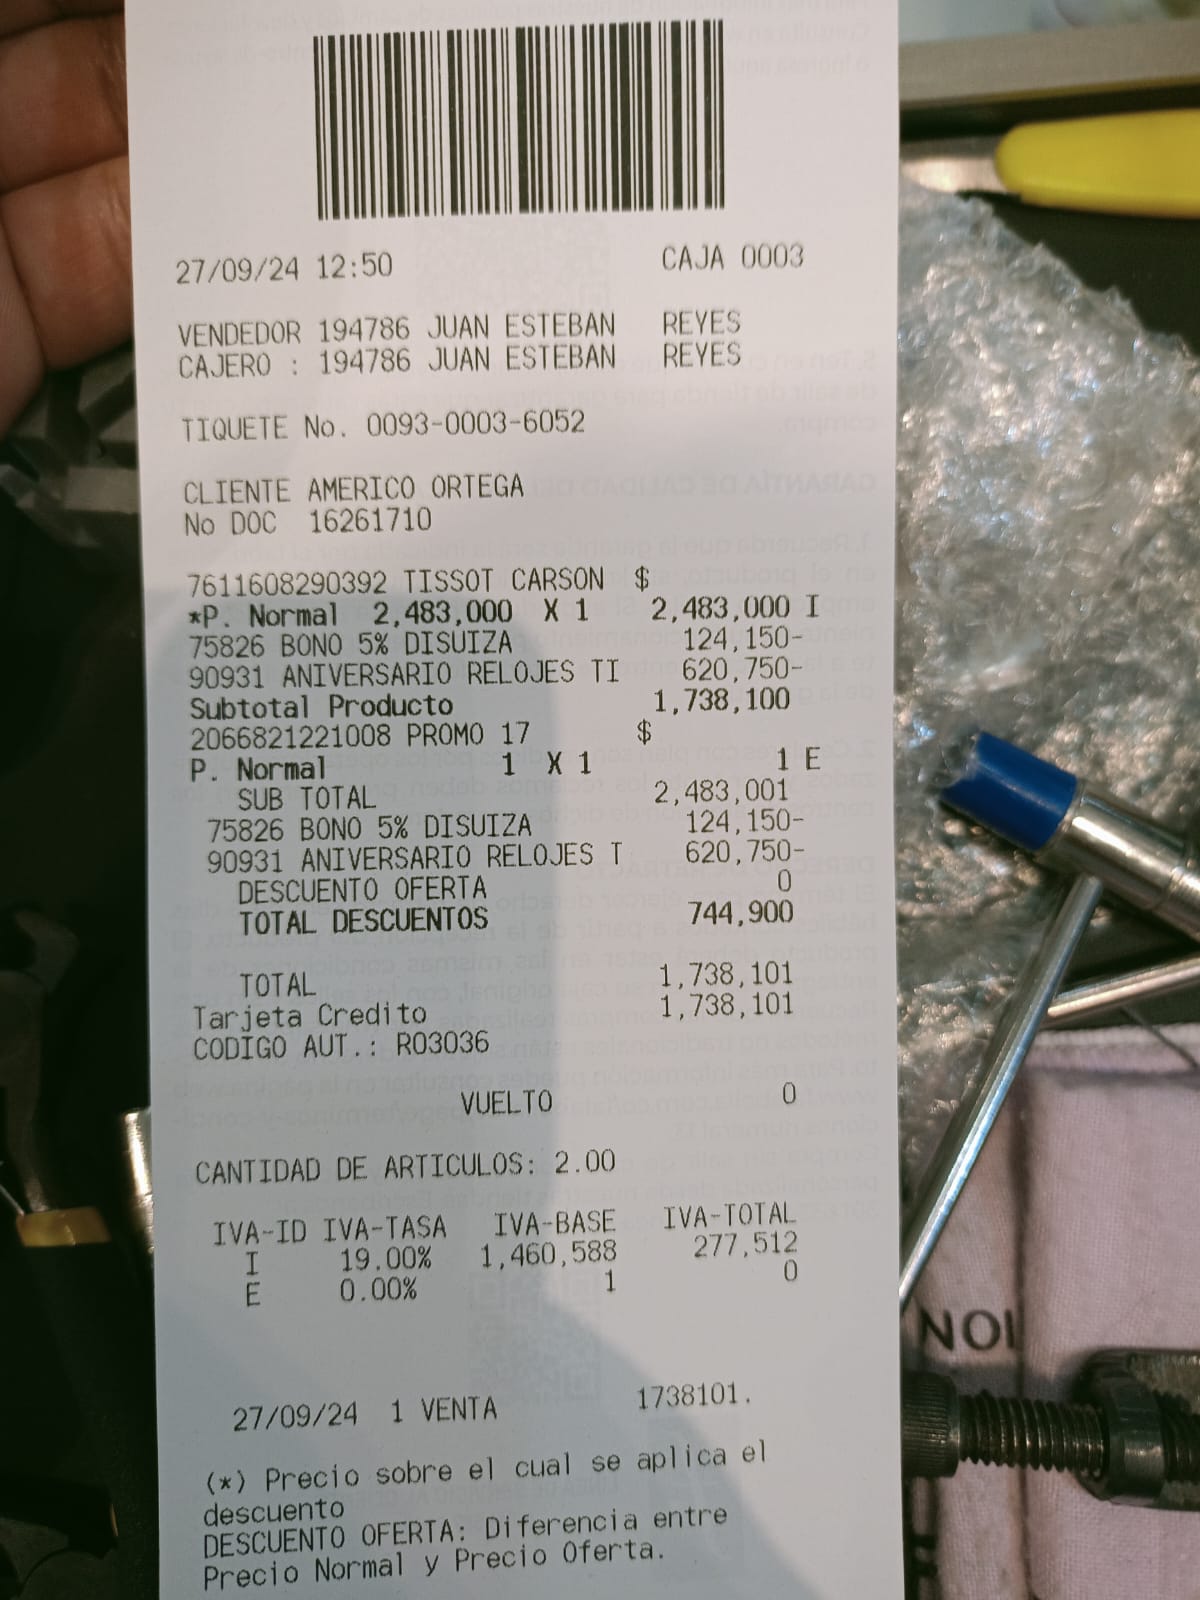 27/09/24 12:50 CAJA 0003
VENDEDOR 194786 JUAN ESTEBAN REYES
CAJERO : 194786 JUAN ESTEBAN REYES
TIQUETE No. 0093-0003-6052
CLIENTE AMERICO ORTEGA
No DOC 16261710
7611608290392 TISSOT CARSON $
*P. Normal 2,483,000 X 1 2,483,000 I
75826 BONO 5% DISUIZA 124,150-
90931 ANIVERSARIO RELOJES TI 620,750-
Subtotal Producto 1,738,100
2066821221008 PROMO 17 $
P. Normal 1 X 1 1 E
SUB TOTAL 2,483,001
75826 BONO 5% DISUIZA 124,150-
90931 ANIVERSARIO RELOJES T 620,750-
DESCUENTO OFERTA 0
TOTAL DESCUENTOS 744,900
TOTAL 1,738,101
Tarjeta Credito 1,738,101
CODIGO AUT.: R03036
VUELTO 0
CANTIDAD DE ARTICULOS: 2.00
IVA-ID IVA-TASA IVA-BASE IVA-TOTAL
I 19.00% 1,460,588 277,512
E 0.00% 1 0
27/09/24 1 VENTA 1738101.
(*) Precio sobre el cual se aplica el
descuento
DESCUENTO OFERTA: Diferencia entre
Precio Normal y Precio Oferta.